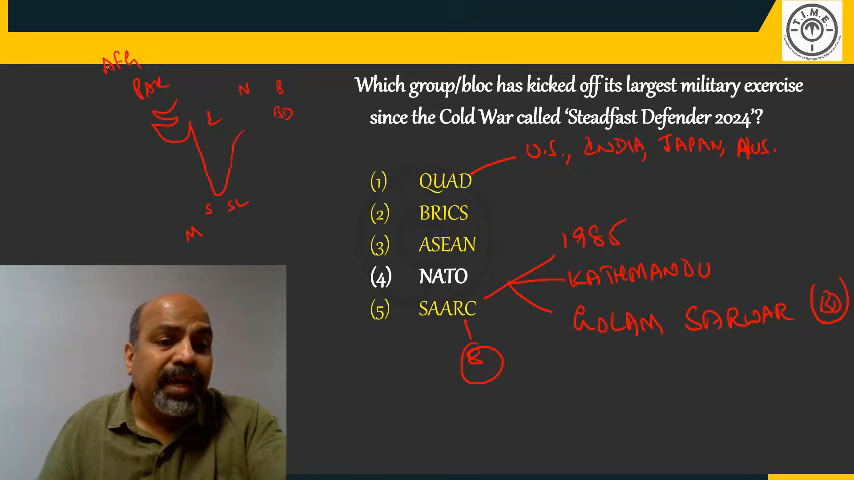 T.I.M.E.
Which group/bloc has kicked off its largest military exercise
since the Cold War called ‘Steadfast Defender 2024’?
(1) QUAD
(2) BRICS
(3) ASEAN
(4) NATO
(5) SAARC
U.S., INDIA, JAPAN, AUS.
1985
KATHMANDU
GOLAM SARWAR (BD)
8
AFG
PAK
N B
BD
S SL
M